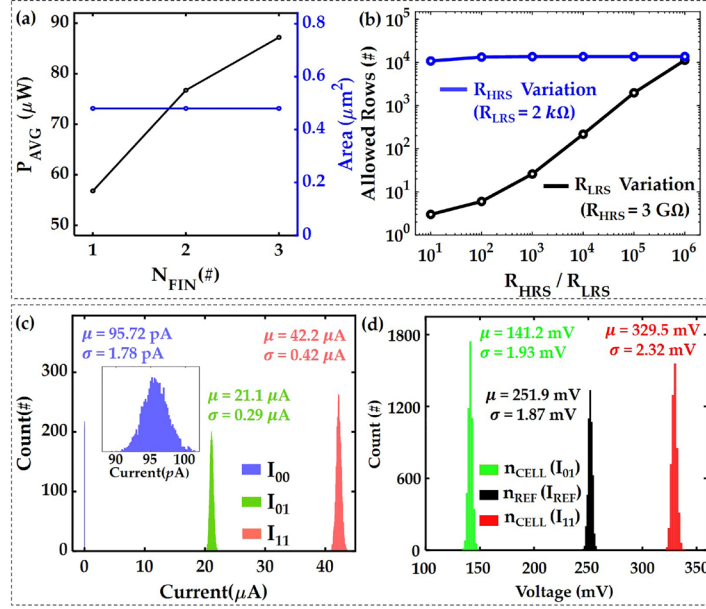 (a)
90
80
70
60
50
P_AVG (μW)
0.8
0.6
0.4
0.2
0
Area (μm²)
1 2 3
N_FIN(#)
(b)
10⁵
10⁴
10³
10²
10¹
10⁰
Allowed Rows (#)
R_HRS Variation
(R_LRS = 2 kΩ)
R_LRS Variation
(R_HRS = 3 GΩ)
10¹ 10² 10³ 10⁴ 10⁵ 10⁶
R_HRS / R_LRS
(c)
300
200
100
0
Count(#)
μ = 95.72 pA
σ = 1.78 pA
μ = 42.2 μA
σ = 0.42 μA
μ = 21.1 μA
σ = 0.29 μA
90 95 100
Current(pA)
I₀₀
I₀₁
I₁₁
0 10 20 30 40
Current(μA)
(d)
1800
1200
600
0
Count (#)
μ = 141.2 mV
σ = 1.93 mV
μ = 329.5 mV
σ = 2.32 mV
μ = 251.9 mV
σ = 1.87 mV
n_CELL (I₀₁)
n_REF (I_REF)
n_CELL (I₁₁)
100 150 200 250 300 350
Voltage (mV)